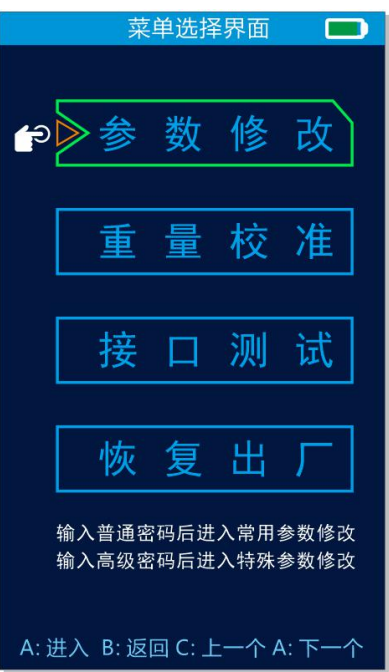 菜单选择界面
参数修改
重量校准
接口测试
恢复出厂
输入普通密码后进入常用参数修改
输入高级密码后进入特殊参数修改
A: 进入 B: 返回 C: 上一个 A: 下一个